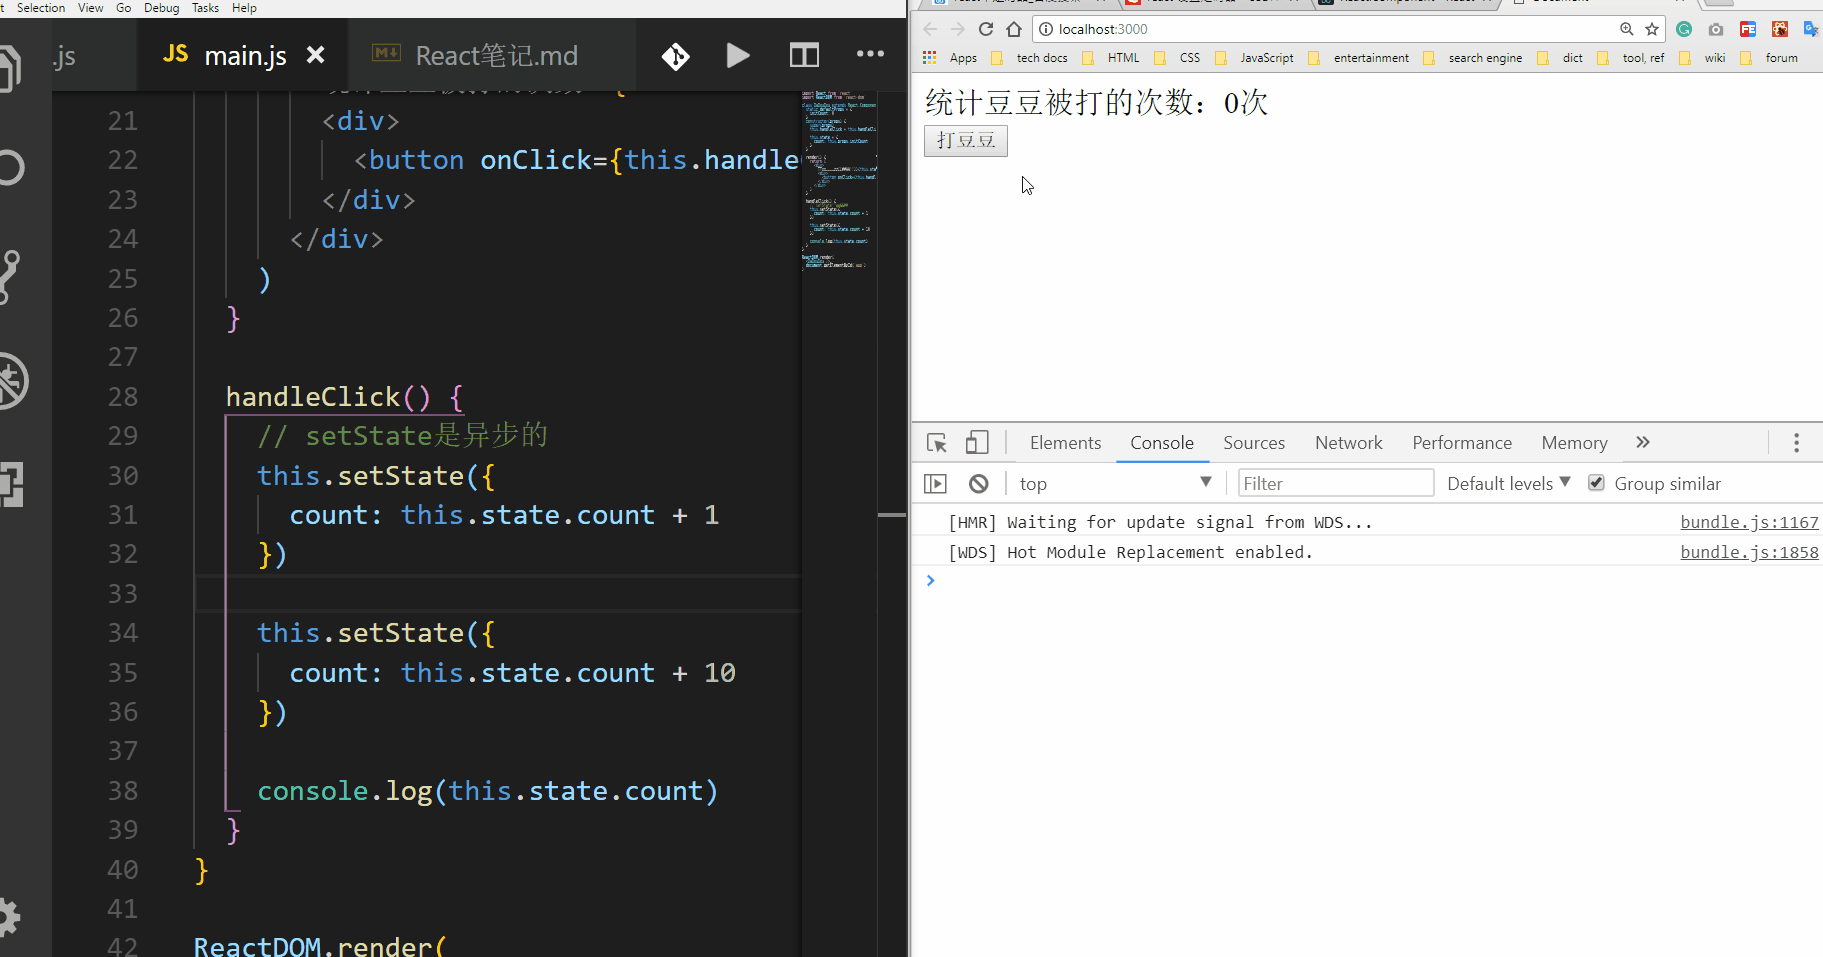 Selection View Go Debug Tasks Help
.js
JS main.js × React笔记.md
21 <div>
22 <button onClick={this.handle
23 </div>
24 </div>
25 )
26 }
27
28 handleClick() {
29 // setState是异步的
30 this.setState({
31 count: this.state.count + 1
32 })
33
34 this.setState({
35 count: this.state.count + 10
36 })
37
38 console.log(this.state.count)
39 }
40 }
41
42 ReactDOM.render(
localhost:3000
Apps tech docs HTML CSS JavaScript entertainment search engine dict tool, ref wiki forum
统计豆豆被打的次数：0次
打豆豆
Elements Console Sources Network Performance Memory »
top Filter Default levels Group similar
[HMR] Waiting for update signal from WDS... bundle.js:1167
[WDS] Hot Module Replacement enabled. bundle.js:1858